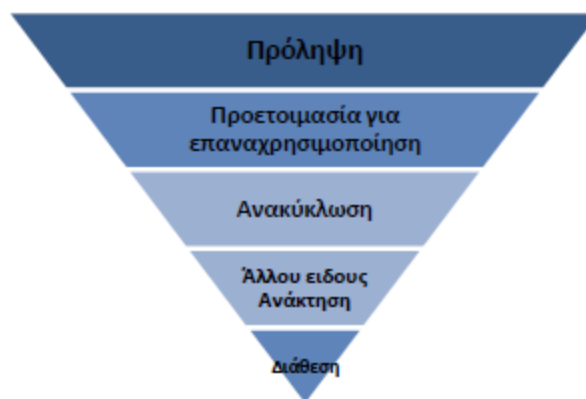 Πρόληψη
Προετοιμασία για
επαναχρησιμοποίηση
Ανακύκλωση
Άλλου ειδους
Ανάκτηση
Διάθεση